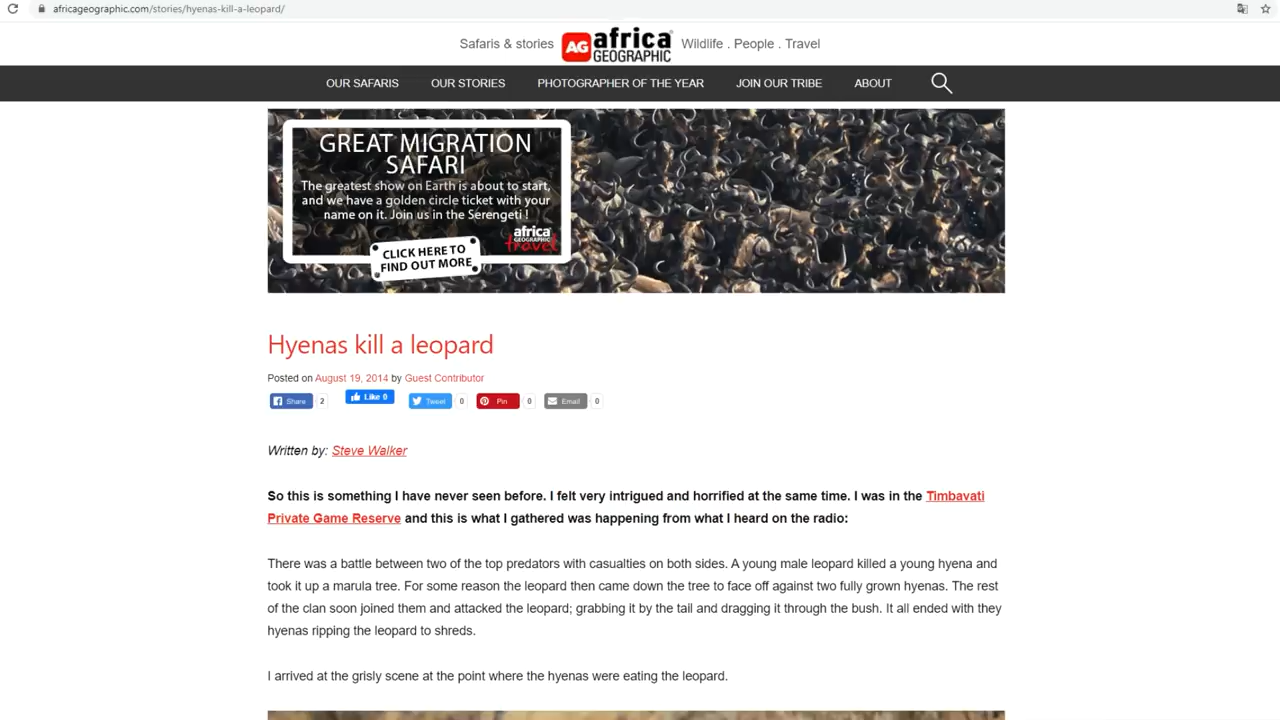 africageographic.com/stories/hyenas-kill-a-leopard/
Safaris & stories
AG africa
GEOGRAPHIC
Wildlife . People . Travel
OUR SAFARIS
OUR STORIES
PHOTOGRAPHER OF THE YEAR
JOIN OUR TRIBE
ABOUT
GREAT MIGRATION
SAFARI
The greatest show on Earth is about to start,
and we have a golden circle ticket with your
name on it. Join us in the Serengeti !
africa
GEOGRAPHIC
travel
CLICK HERE TO
FIND OUT MORE
Hyenas kill a leopard
Posted on August 19, 2014 by Guest Contributor
Share 2 Like 0 Tweet 0 Pin 0 Email 0
Written by: Steve Walker
So this is something I have never seen before. I felt very intrigued and horrified at the same time. I was in the Timbavati
Private Game Reserve and this is what I gathered was happening from what I heard on the radio:
There was a battle between two of the top predators with casualties on both sides. A young male leopard killed a young hyena and
took it up a marula tree. For some reason the leopard then came down the tree to face off against two fully grown hyenas. The rest
of the clan soon joined them and attacked the leopard; grabbing it by the tail and dragging it through the bush. It all ended with they
hyenas ripping the leopard to shreds.
I arrived at the grisly scene at the point where the hyenas were eating the leopard.